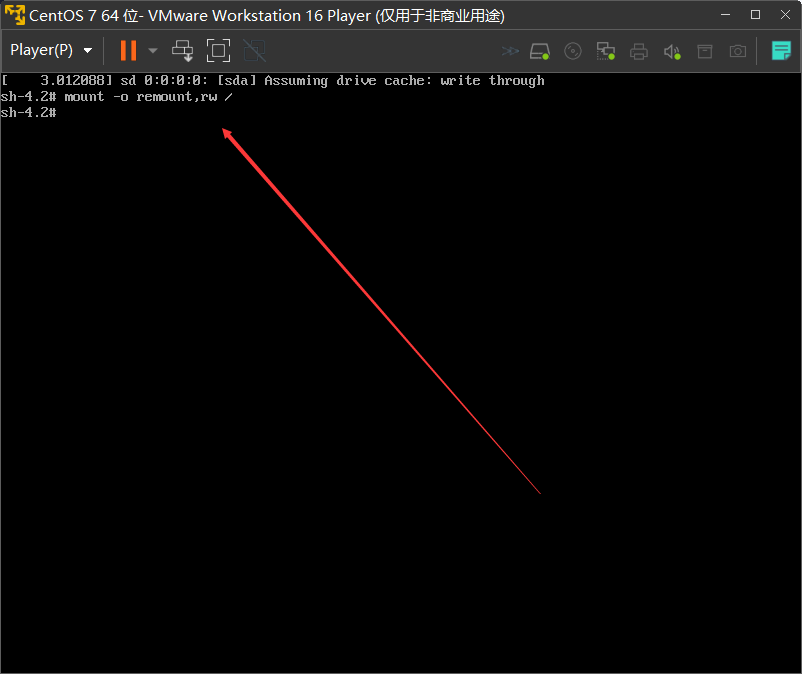 CentOS 7 64 位- VMware Workstation 16 Player (仅用于非商业用途)
Player(P)
[    3.012088] sd 0:0:0:0: [sda] Assuming drive cache: write through
sh-4.2# mount -o remount,rw /
sh-4.2#